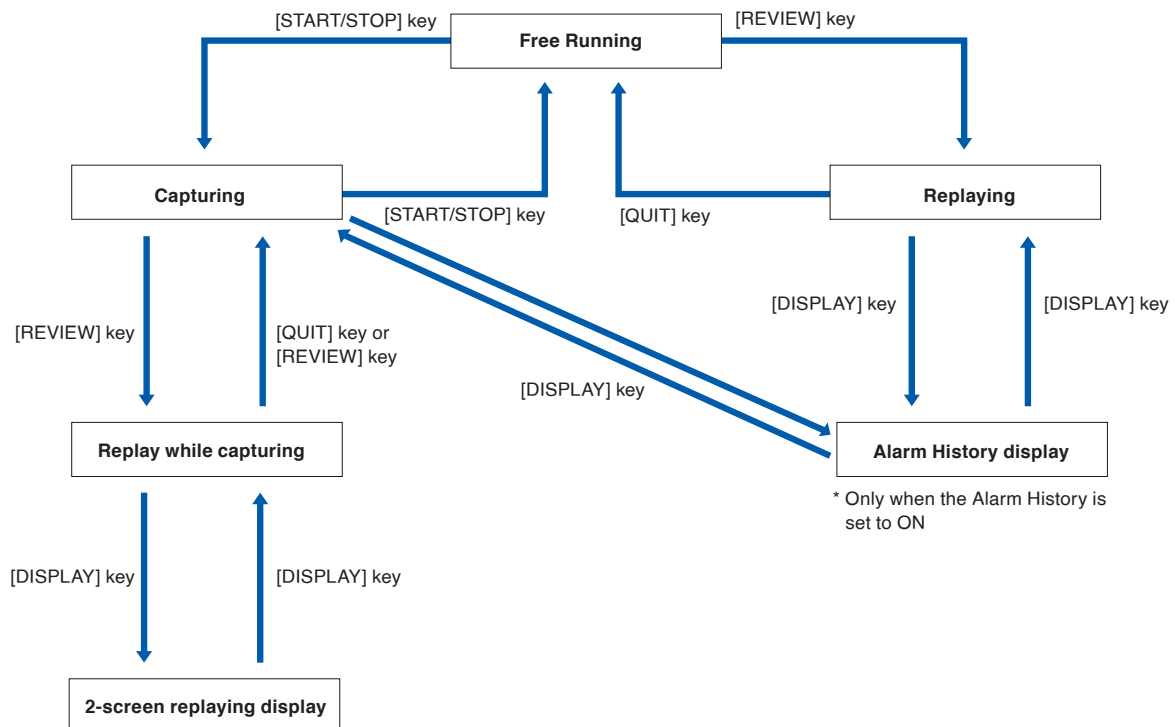 [START/STOP] key
Free Running
[REVIEW] key
Capturing
[START/STOP] key
[QUIT] key
Replaying
[REVIEW] key
[QUIT] key or
[REVIEW] key
[DISPLAY] key
[DISPLAY] key
[DISPLAY] key
Replay while capturing
Alarm History display
* Only when the Alarm History is
set to ON
[DISPLAY] key
[DISPLAY] key
2-screen replaying display